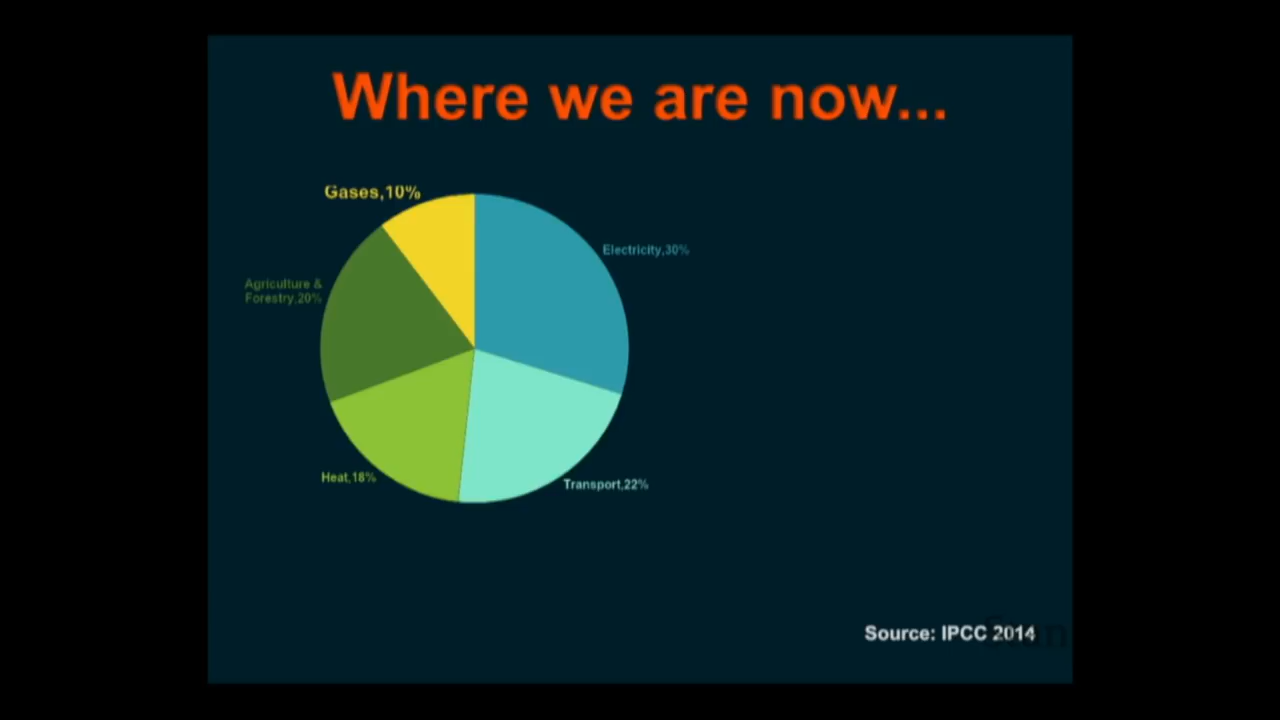 Where we are now...
Gases,10%
Electricity,30%
Agriculture &
Forestry,20%
Heat,18%
Transport,22%
Source: IPCC 2014